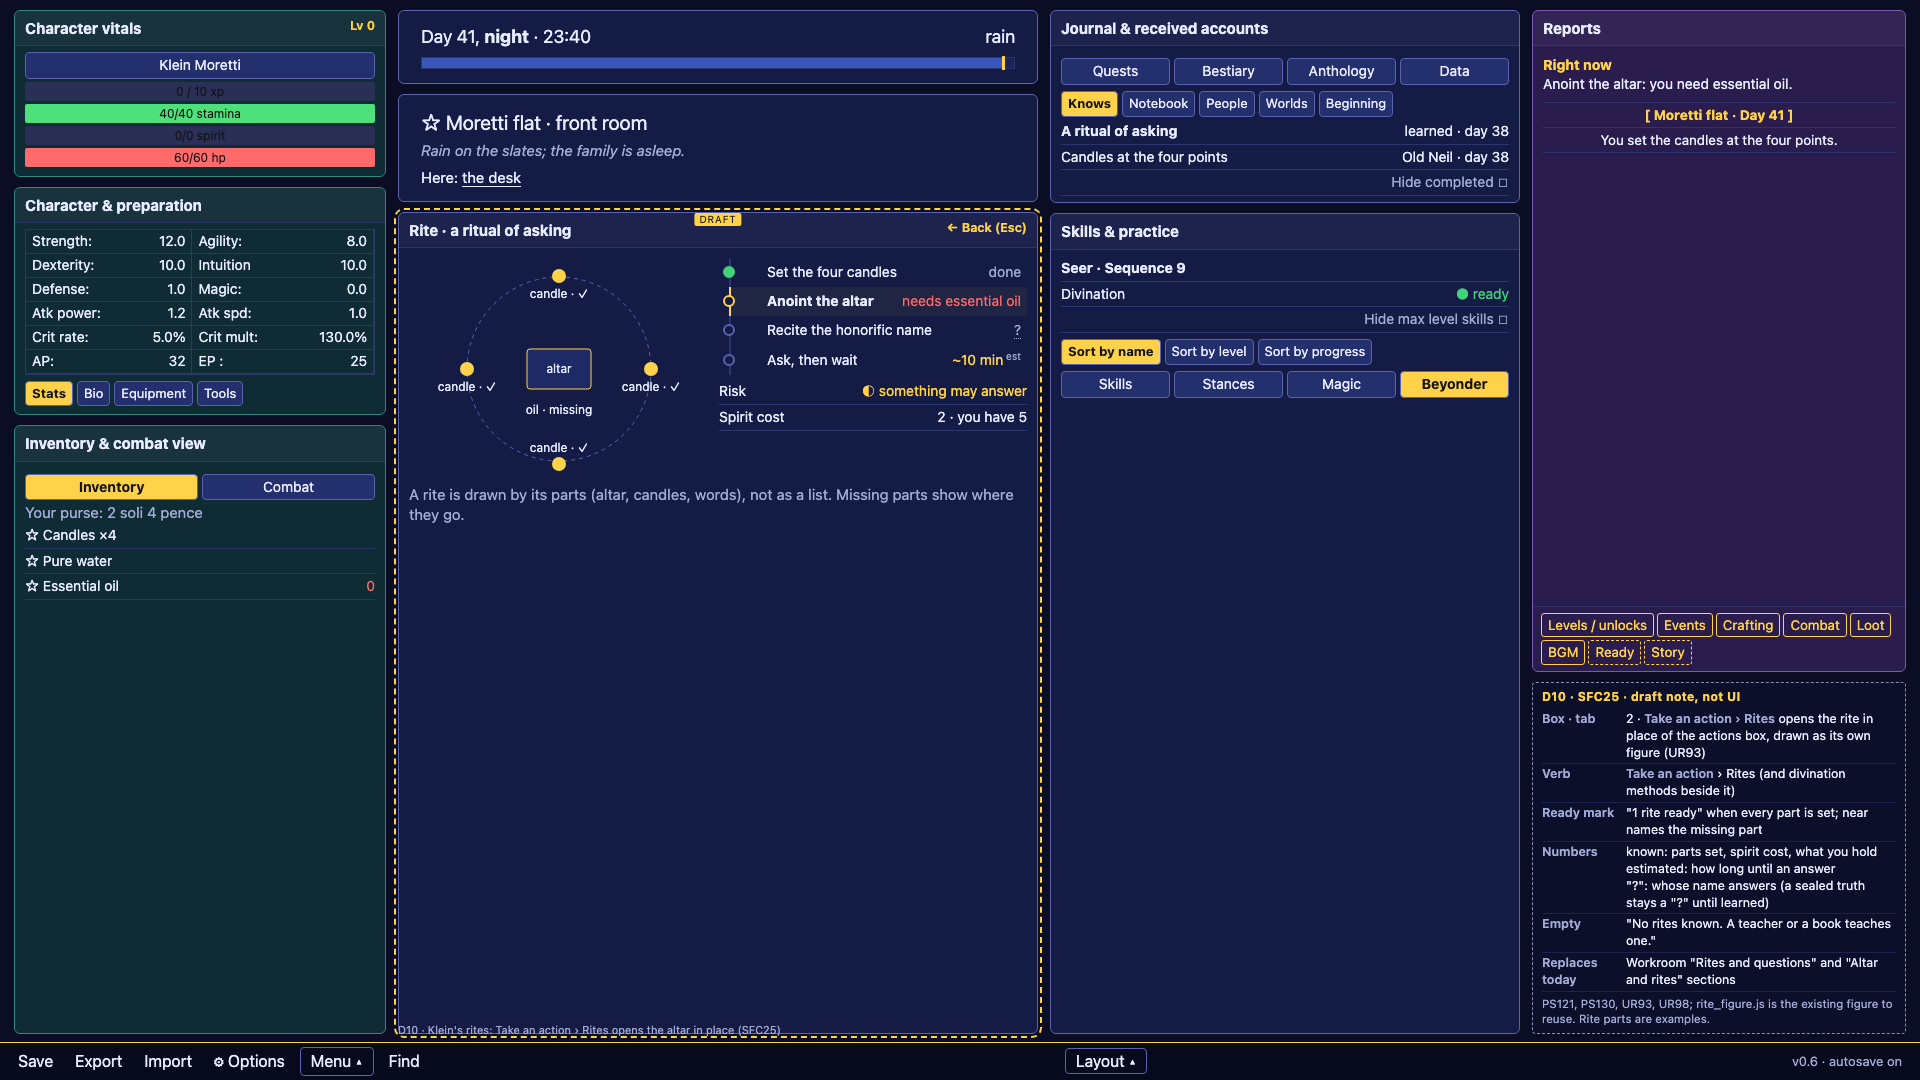 Character vitals
Lv 0
Klein Moretti
0 / 10 xp
40/40 stamina
0/0 spirit
60/60 hp
Character & preparation
Strength: 12.0 Agility: 8.0
Dexterity: 10.0 Intuition 10.0
Defense: 1.0 Magic: 0.0
Atk power: 1.2 Atk spd: 1.0
Crit rate: 5.0% Crit mult: 130.0%
AP: 32 EP : 25
Stats Bio Equipment Tools
Inventory & combat view
Inventory Combat
Your purse: 2 soli 4 pence
☆ Candles ×4
☆ Pure water
☆ Essential oil 0
Day 41, night · 23:40 rain
☆ Moretti flat · front room
Rain on the slates; the family is asleep.
Here: the desk
DRAFT
Rite · a ritual of asking ← Back (Esc)
candle · ✓
candle · ✓
altar
candle · ✓
oil · missing
candle · ✓
Set the four candles done
Anoint the altar needs essential oil
Recite the honorific name ?
Ask, then wait ~10 min est
Risk ◐ something may answer
Spirit cost 2 · you have 5
A rite is drawn by its parts (altar, candles, words), not as a list. Missing parts show where
they go.
D10 · Klein's rites: Take an action › Rites opens the altar in place (SFC25)
Journal & received accounts
Quests Bestiary Anthology Data
Knows Notebook People Worlds Beginning
A ritual of asking learned · day 38
Candles at the four points Old Neil · day 38
Hide completed □
Skills & practice
Seer · Sequence 9
Divination ● ready
Hide max level skills □
Sort by name Sort by level Sort by progress
Skills Stances Magic Beyonder
Reports
Right now
Anoint the altar: you need essential oil.
[ Moretti flat · Day 41 ]
You set the candles at the four points.
Levels / unlocks Events Crafting Combat Loot
BGM Ready Story
D10 · SFC25 · draft note, not UI
Box · tab 2 · Take an action › Rites opens the rite in
place of the actions box, drawn as its own
figure (UR93)
Verb Take an action › Rites (and divination
methods beside it)
Ready mark "1 rite ready" when every part is set; near
names the missing part
Numbers known: parts set, spirit cost, what you hold
estimated: how long until an answer
"?": whose name answers (a sealed truth
stays a "?" until learned)
Empty "No rites known. A teacher or a book teaches
one."
Replaces today Workroom "Rites and questions" and "Altar
and rites" sections
PS121, PS130, UR93, UR98; rite_figure.js is the existing figure to
reuse. Rite parts are examples.
Save Export Import ⚙ Options Menu ▴ Find Layout ▴ v0.6 · autosave on